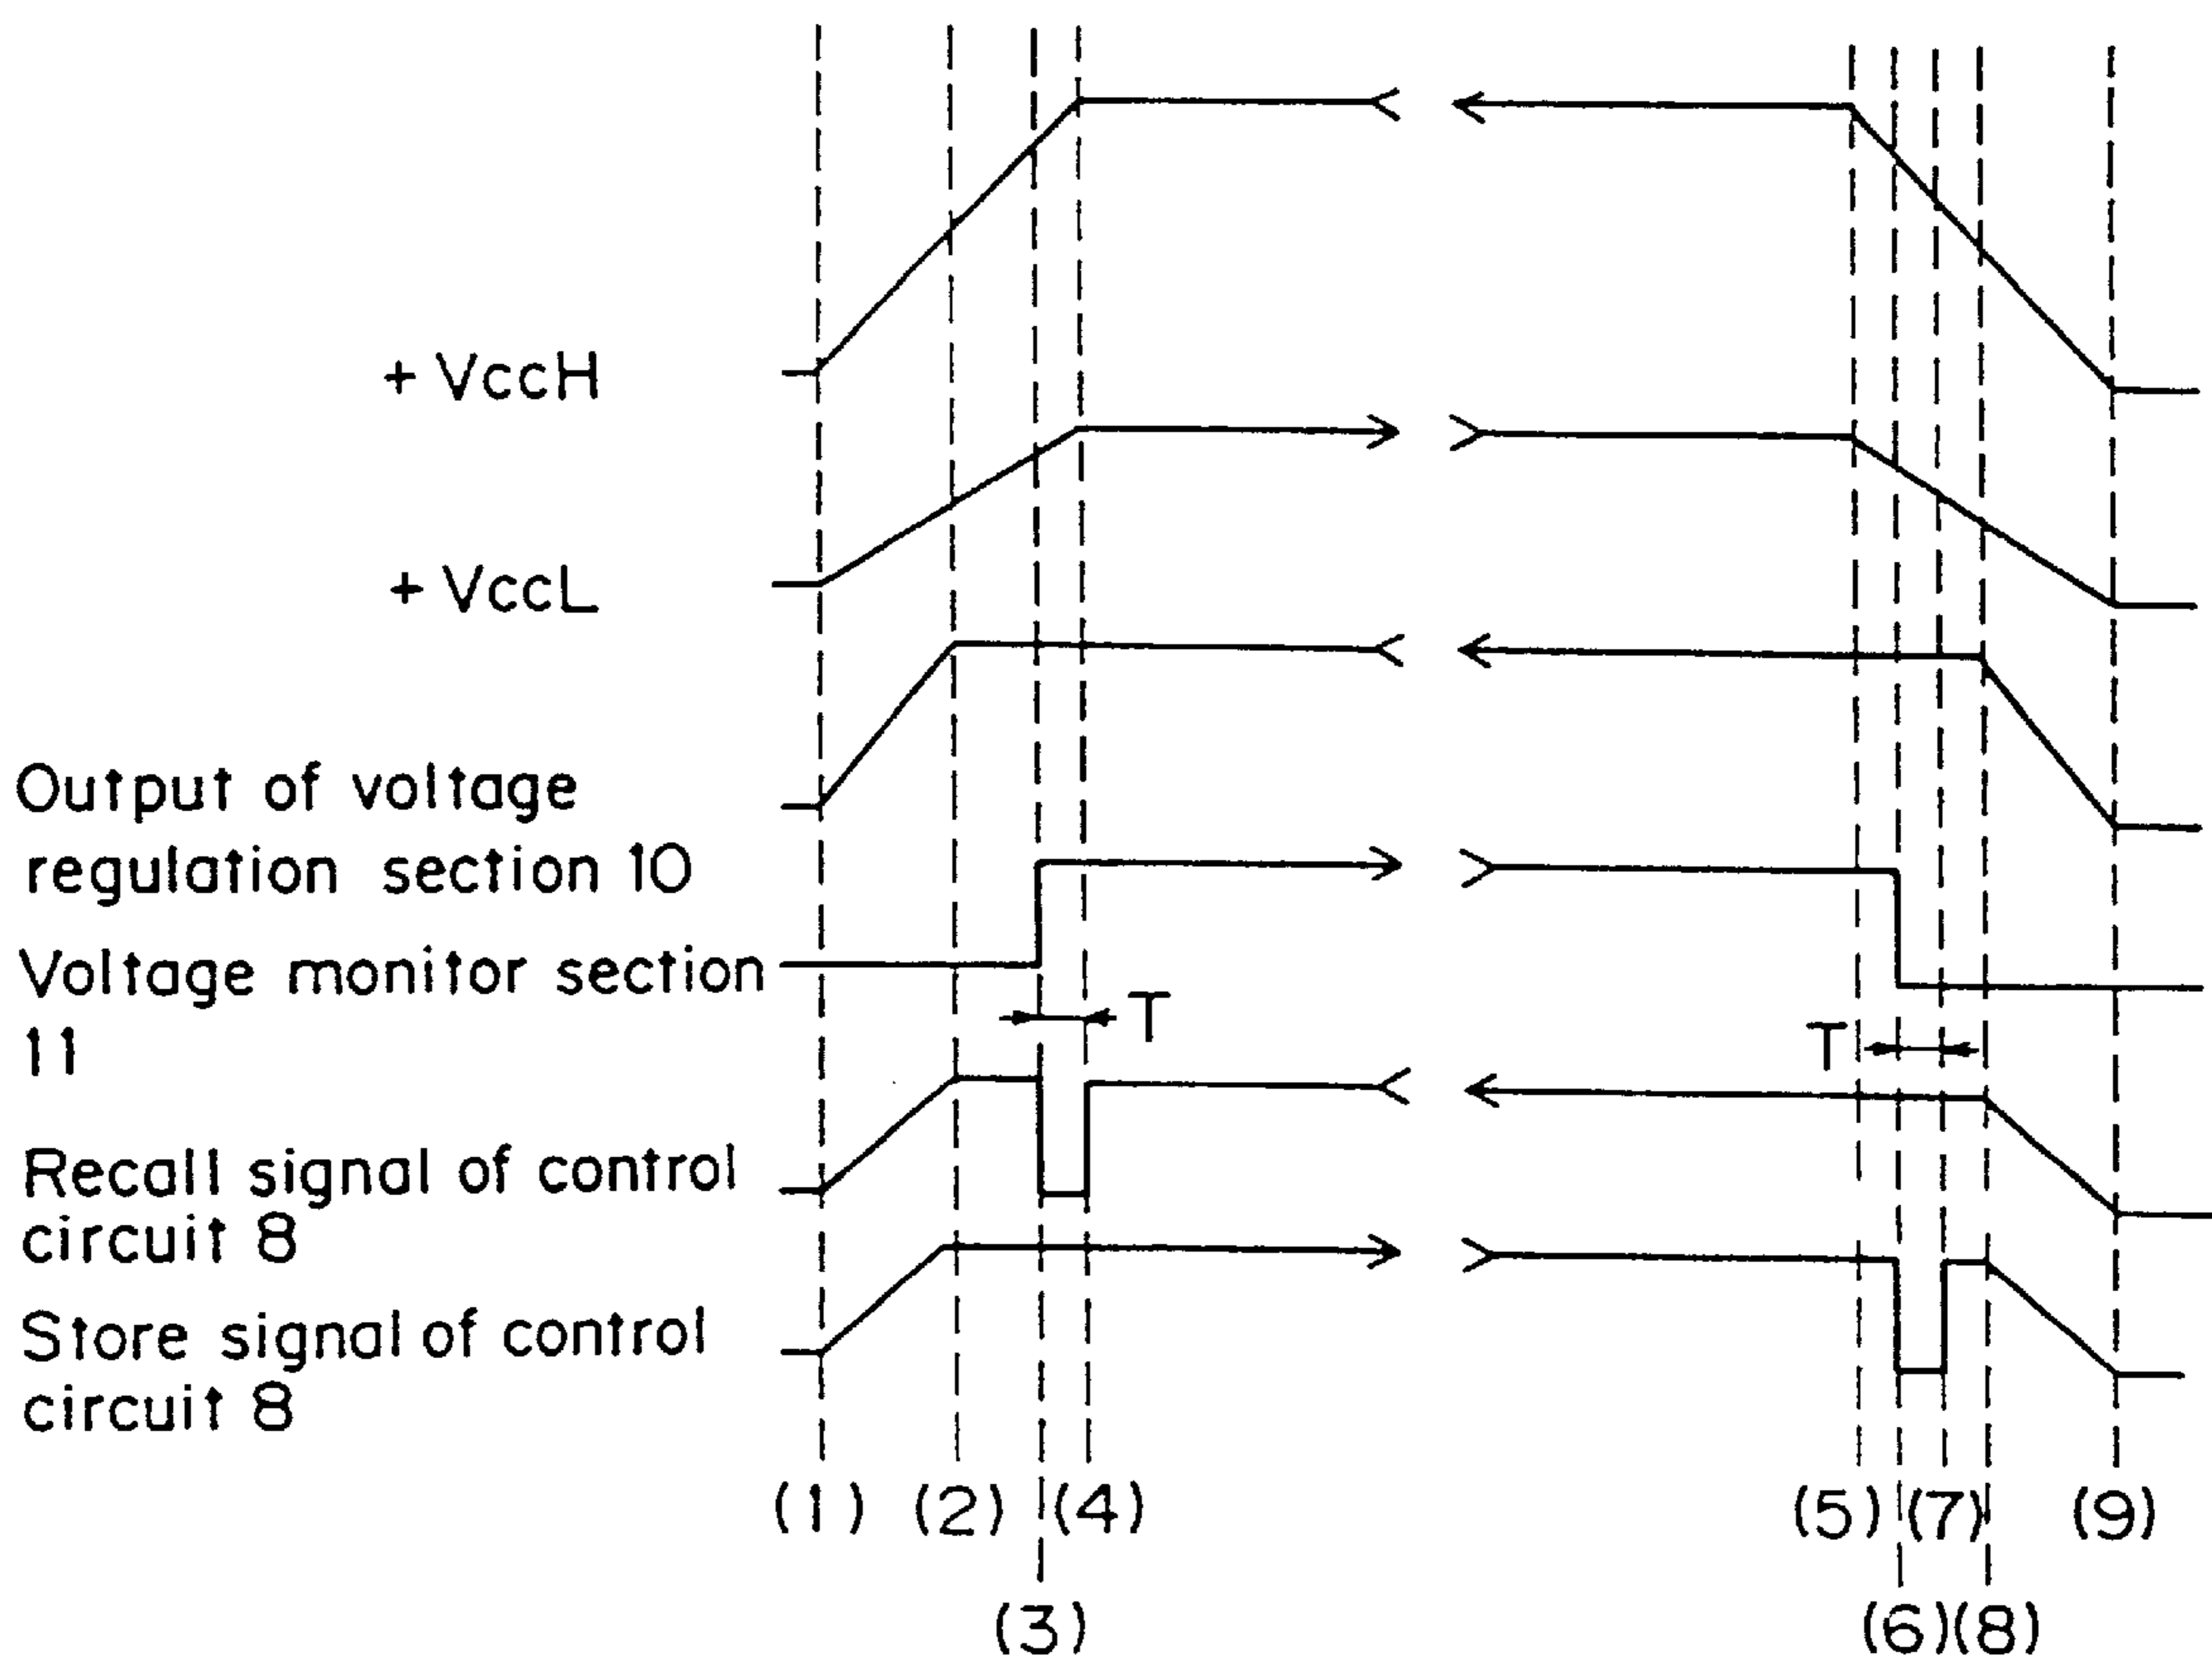 + VccH
+ VccL
Output of voltage
regulation section 10
Voltage monitor section
11
T
T
Recall signal of control
circuit 8
Store signal of control
circuit 8
(1) (2) (4) (5) (7) (9)
(3) (6) (8)